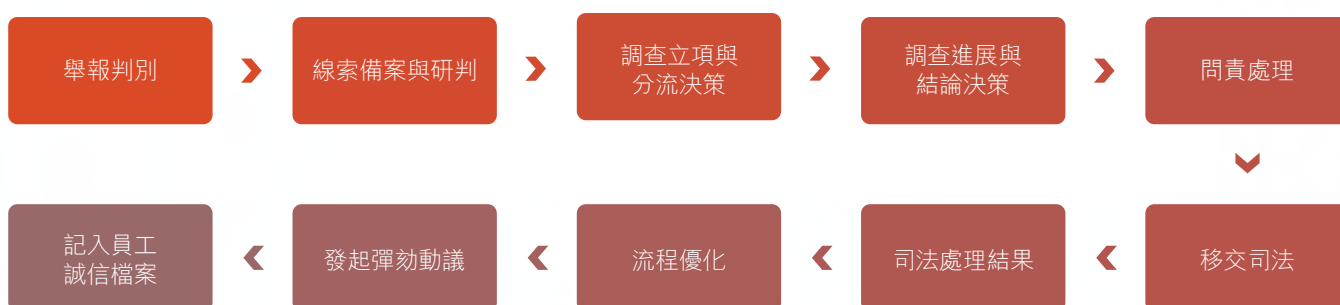 舉報判別
線索備案與研判
調查立項與
分流決策
調查進展與
結論決策
問責處理
移交司法
司法處理結果
流程優化
發起彈劾動議
記入員工
誠信檔案